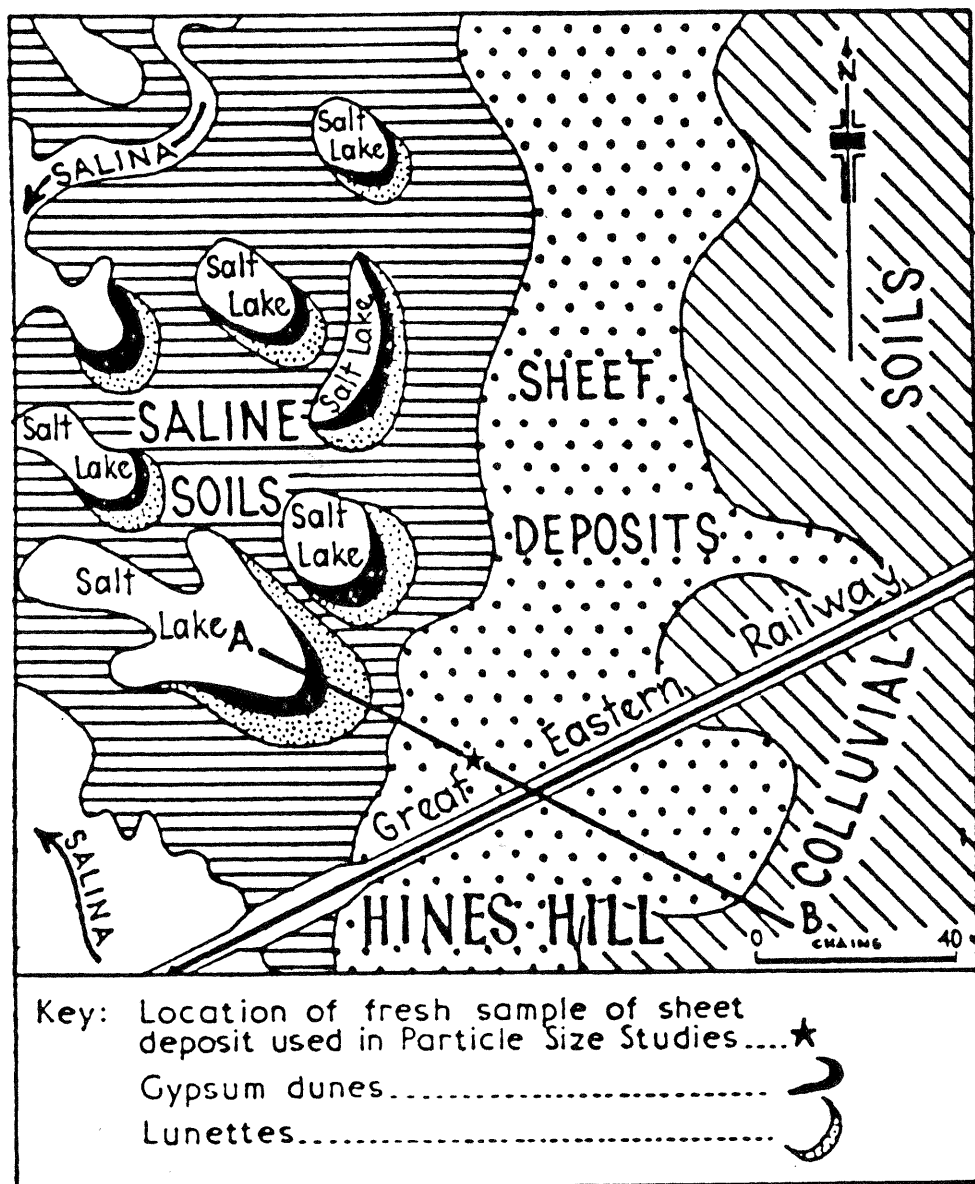 N
Salt
Lake
SALINA
Salt
Lake
Salt Lake
SHEET
SOILS
Salt
Lake
SALINE
SOILS
Salt
Lake
DEPOSITS
Salt
Lake A
Great Eastern Railway
COLLUVIAL
SALINA
HINES HILL
B.
0 CHAINS 40
Key: Location of fresh sample of sheet
deposit used in Particle Size Studies....★
Gypsum dunes
Lunettes